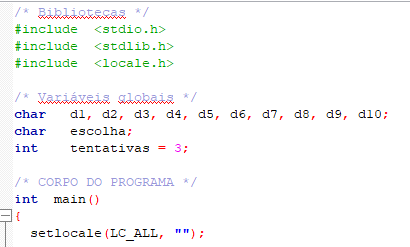 /* Bibliotecas */
#include  <stdio.h>
#include  <stdlib.h>
#include  <locale.h>
/* Variáveis globais */
char   d1, d2, d3, d4, d5, d6, d7, d8, d9, d10;
char   escolha;
int    tentativas = 3;
/* CORPO DO PROGRAMA */
int  main()
{
  setlocale(LC_ALL, "");